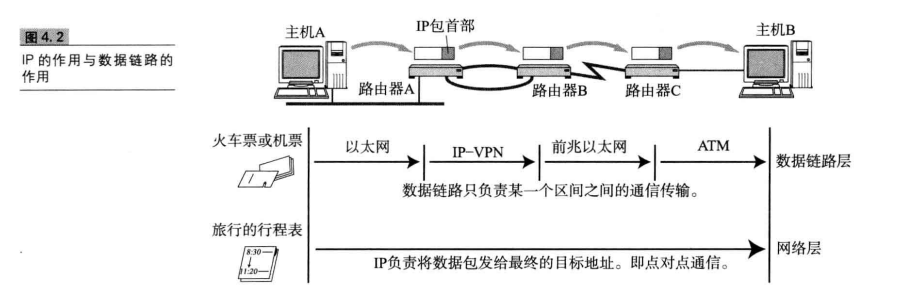 图4.2
IP的作用与数据链路的
作用
主机A
IP包首部
主机B
路由器A
路由器B
路由器C
火车票或机票
以太网
IP-VPN
前兆以太网
ATM
数据链路层
数据链路只负责某一个区间之间的通信传输。
旅行的行程表
8:30
11:20
网络层
IP负责将数据包发给最终的目标地址。即点对点通信。